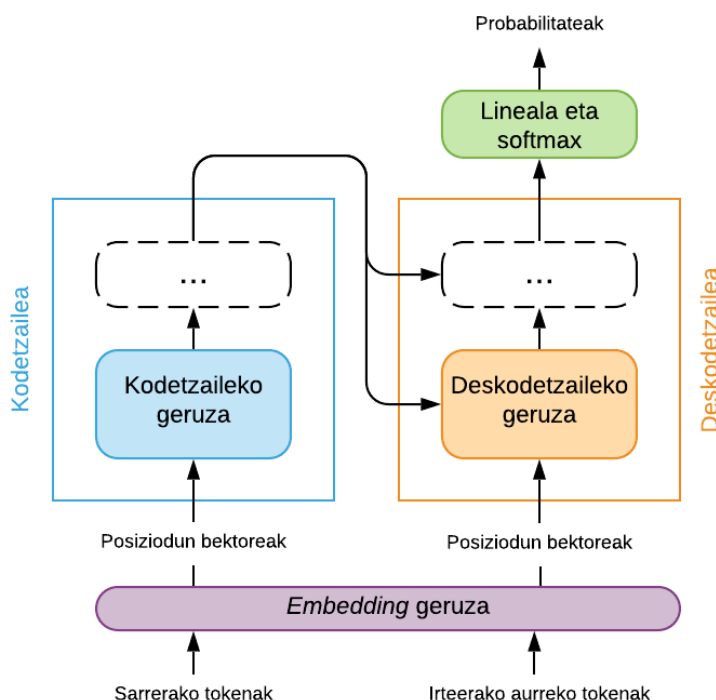 Probabilitateak
Lineala eta
softmax
Kodetzailea
...
...
Deskodetzailea
Kodetzaileko
geruza
Deskodetzaileko
geruza
Posiziodun bektoreak
Posiziodun bektoreak
Embedding geruza
Sarrerako tokenak
Irteerako aurreko tokenak